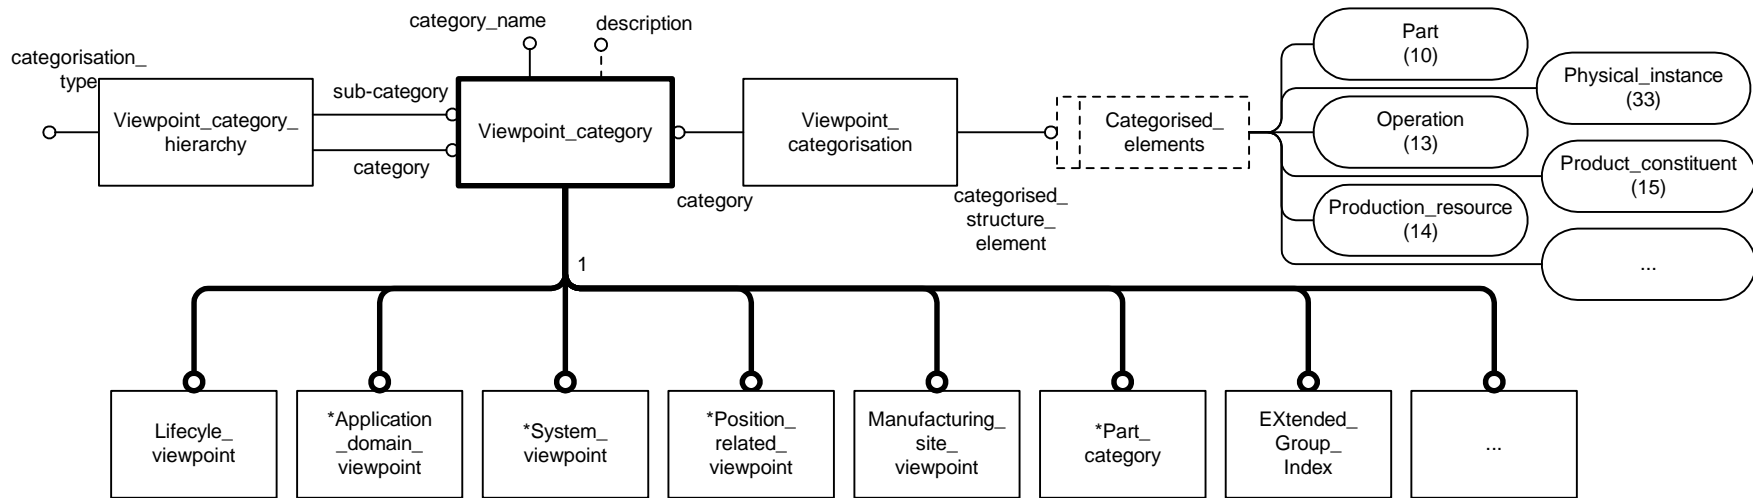 category_name
description
categorisation_
type
Viewpoint_category_
hierarchy
sub-category
category
Viewpoint_category
category
Viewpoint_
categorisation
categorised_
structure_
element
Categorised_
elements
Part
(10)
Physical_instance
(33)
Operation
(13)
Product_constituent
(15)
Production_resource
(14)
...
1
Lifecyle_
viewpoint
*Application
_domain_
viewpoint
*System_
viewpoint
*Position_
related_
viewpoint
Manufacturing_
site_
viewpoint
*Part_
category
EXtended_
Group_
Index
...